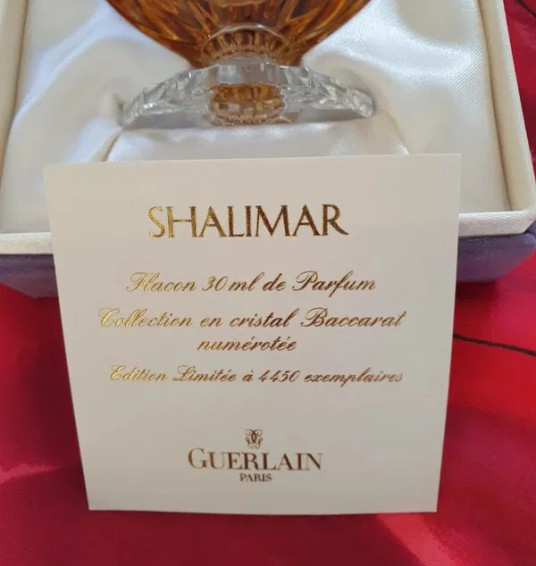 SHALIMAR
Flacon 30 ml de Parfum
Collection en cristal Baccarat
numérotée
Edition Limitée à 4450 exemplaires
GUERLAIN
PARIS